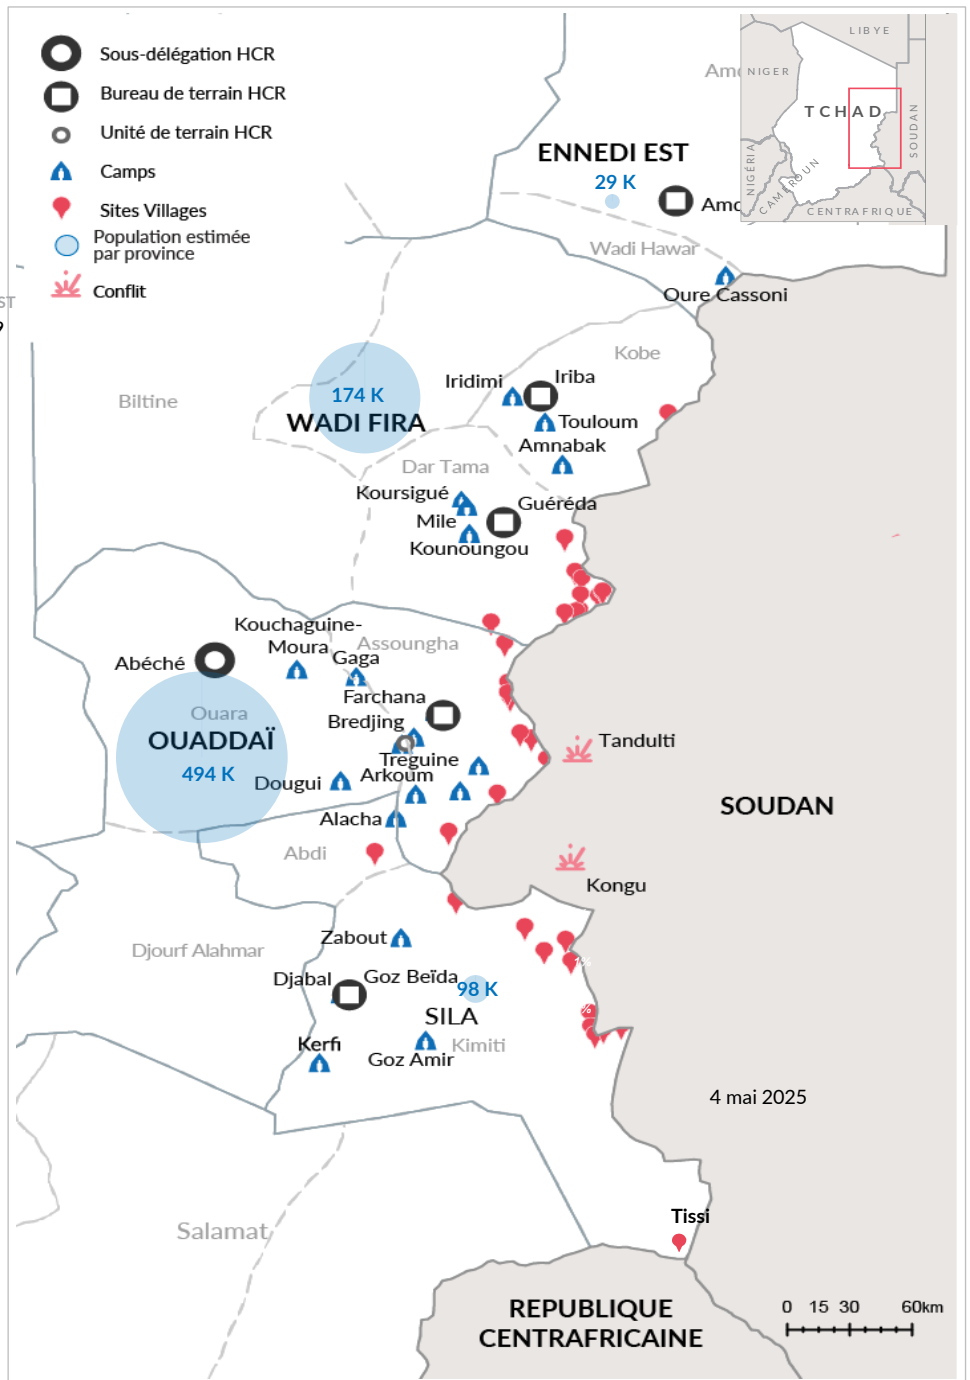 Sous-délégation HCR
Bureau de terrain HCR
Unité de terrain HCR
Camps
Sites Villages
Population estimée
par province
Conflit
ST
LIBYE
NIGER
TCHAD
SOUDAN
NIGÉRIA
CAMEROUN
CENTRAFRIQUE
ENNEDI EST
29 K
Wadi Hawar
Oure Cassoni
Kobe
Iriba
Iridimi
Touloum
Amnabak
174 K
WADI FIRA
Biltine
Dar Tama
Koursigué
Guéréda
Mile
Kounoungou
Kouchaguine-
Moura
Assoungha
Abéché
Gaga
Farchana
Ouara
Bredjing
OUADDAÏ
Tandulti
Treguine
494 K
Arkoum
Dougui
SOUDAN
Alacha
Abdi
Kongu
Zabout
Djourf Alahmar
1%
Djabal
Goz Beïda
98 K
%
SILA
Kerfi
Kimiti
Goz Amir
4 mai 2025
Tissi
Salamat
REPUBLIQUE
CENTRAFRICAINE
0 15 30 60km